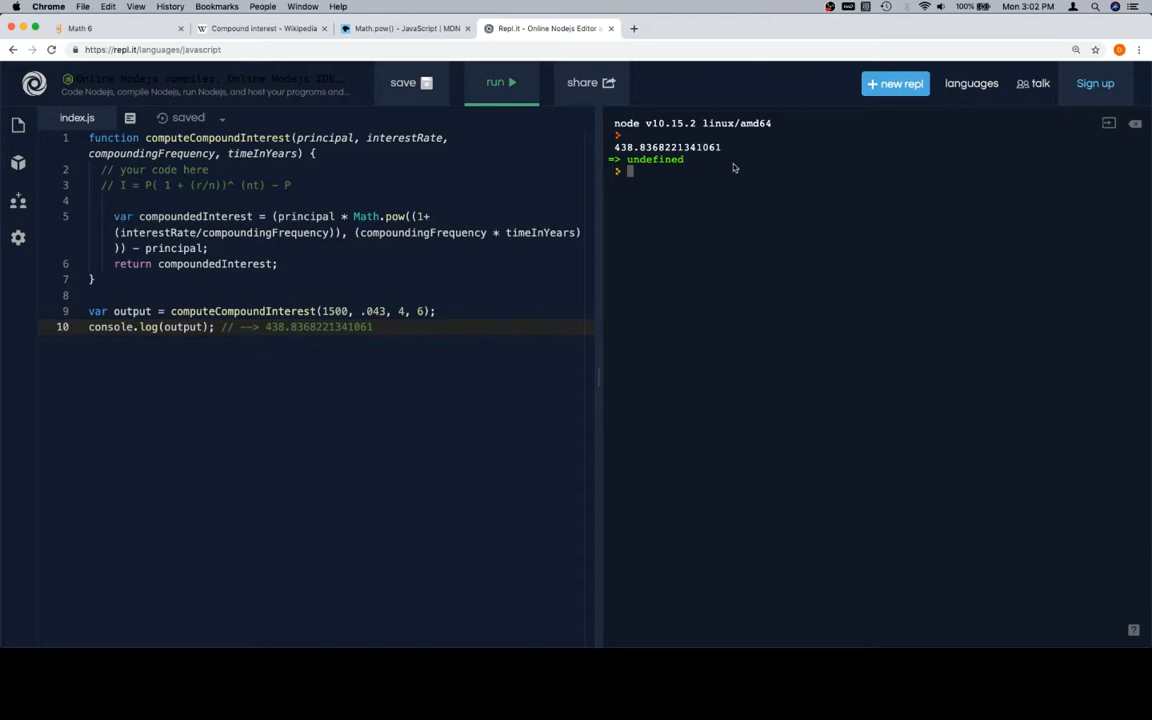 Chrome File Edit View History Bookmarks People Window Help 100% Mon 3:02 PM
Math 6 Compound interest - Wikipedia Math.pow() - JavaScript | MDN Repl.it - Online Nodejs Editor a
https://repl.it/languages/javascript
Online Nodejs compiler, Online Nodejs IDE...
Code Nodejs, compile Nodejs, run Nodejs, and host your programs and...
save run share + new repl languages talk Sign up
index.js saved
1 function computeCompoundInterest(principal, interestRate,
compoundingFrequency, timeInYears) {
2 // your code here
3 // I = P( 1 + (r/n))^ (nt) - P
4
5 var compoundedInterest = (principal * Math.pow((1+
(interestRate/compoundingFrequency)), (compoundingFrequency * timeInYears)
)) - principal;
6 return compoundedInterest;
7 }
8
9 var output = computeCompoundInterest(1500, .043, 4, 6);
10 console.log(output); // --> 438.8368221341061
node v10.15.2 linux/amd64
>
438.8368221341061
=> undefined
>
?